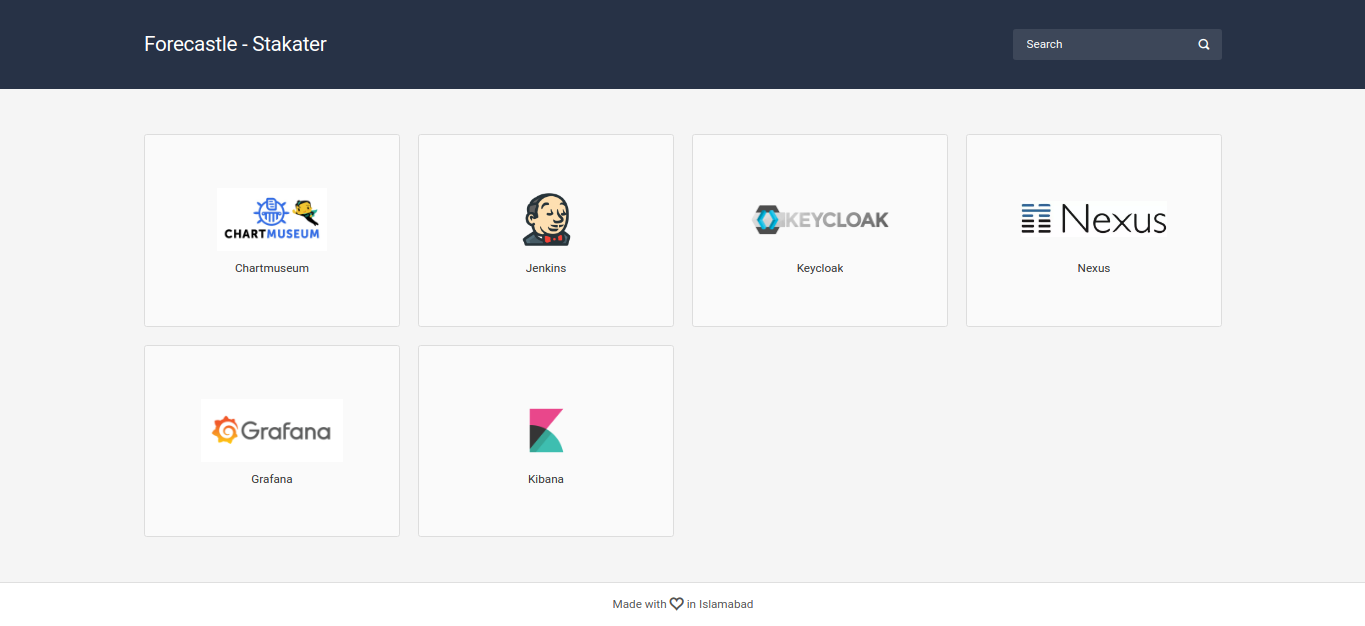 Forecastle - Stakater
Search
CHARTMUSEUM
Chartmuseum
Jenkins
KEYCLOAK
Keycloak
Nexus
Nexus
Grafana
Grafana
Kibana
Made with in Islamabad